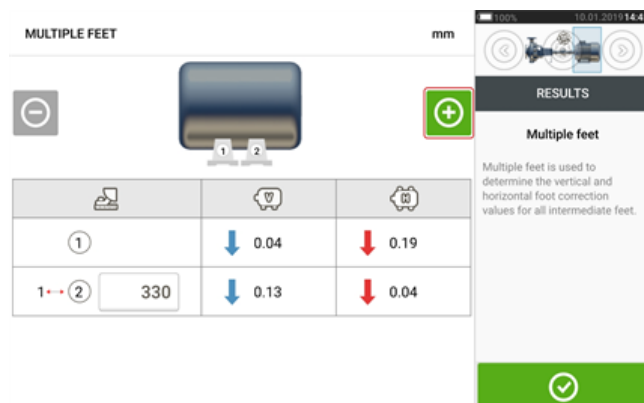 MULTIPLE FEET
mm
1 2
V H
1 0.04 0.19
1 2 330 0.13 0.04
100% 10.01.2019 14:4
RESULTS
Multiple feet
Multiple feet is used to
determine the vertical and
horizontal foot correction
values for all intermediate feet.